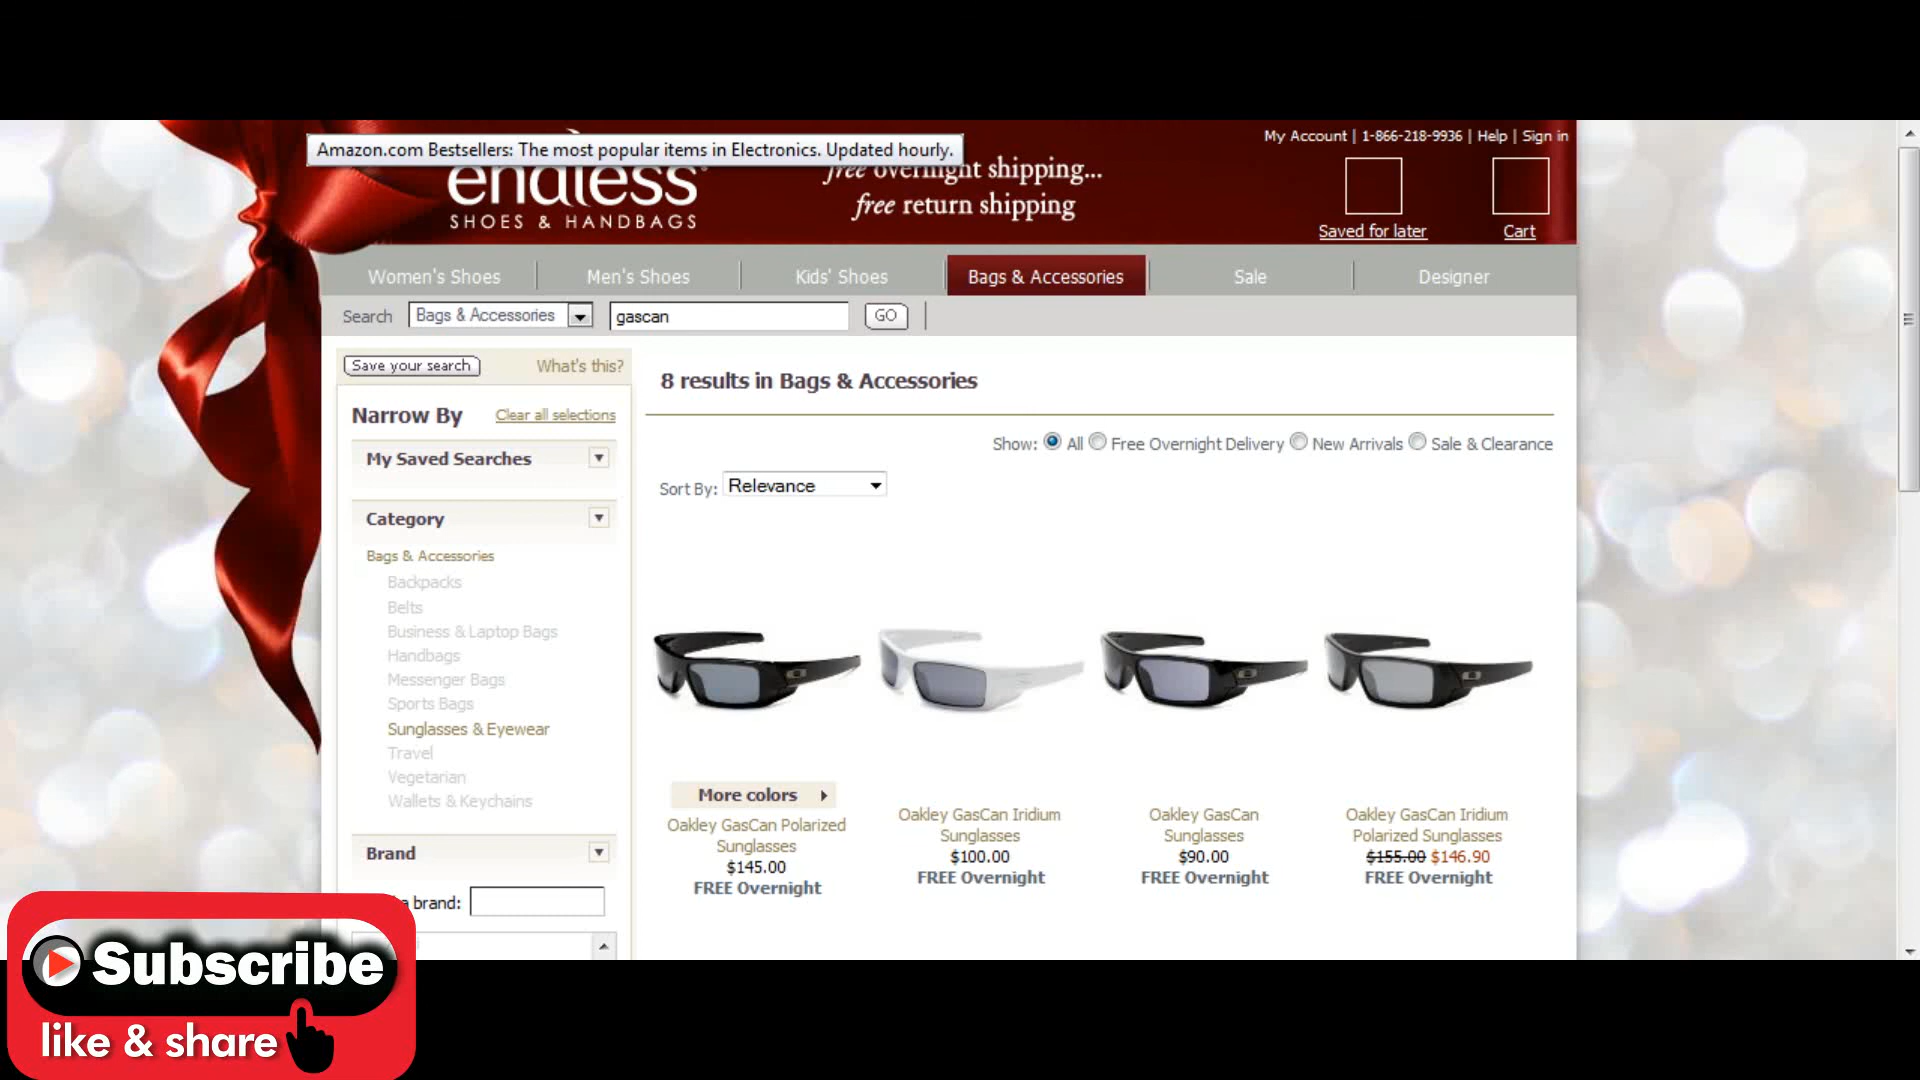 Amazon.com Bestsellers: The most popular items in Electronics. Updated hourly.
My Account | 1-866-218-9936 | Help | Sign in
endless
SHOES & HANDBAGS
free overnight shipping...
free return shipping
Saved for later
Cart
Women's Shoes
Men's Shoes
Kids' Shoes
Bags & Accessories
Sale
Designer
Search
Bags & Accessories
gascan
GO
Save your search
What's this?
8 results in Bags & Accessories
Narrow By
Clear all selections
Show: All Free Overnight Delivery New Arrivals Sale & Clearance
My Saved Searches
Sort By: Relevance
Category
Bags & Accessories
Backpacks
Belts
Business & Laptop Bags
Handbags
Messenger Bags
Sports Bags
Sunglasses & Eyewear
Travel
Vegetarian
Wallets & Keychains
Brand
a brand:
More colors
Oakley GasCan Polarized
Sunglasses
$145.00
FREE Overnight
Oakley GasCan Iridium
Sunglasses
$100.00
FREE Overnight
Oakley GasCan
Sunglasses
$90.00
FREE Overnight
Oakley GasCan Iridium
Polarized Sunglasses
$155.00 $146.90
FREE Overnight
Subscribe
like & share